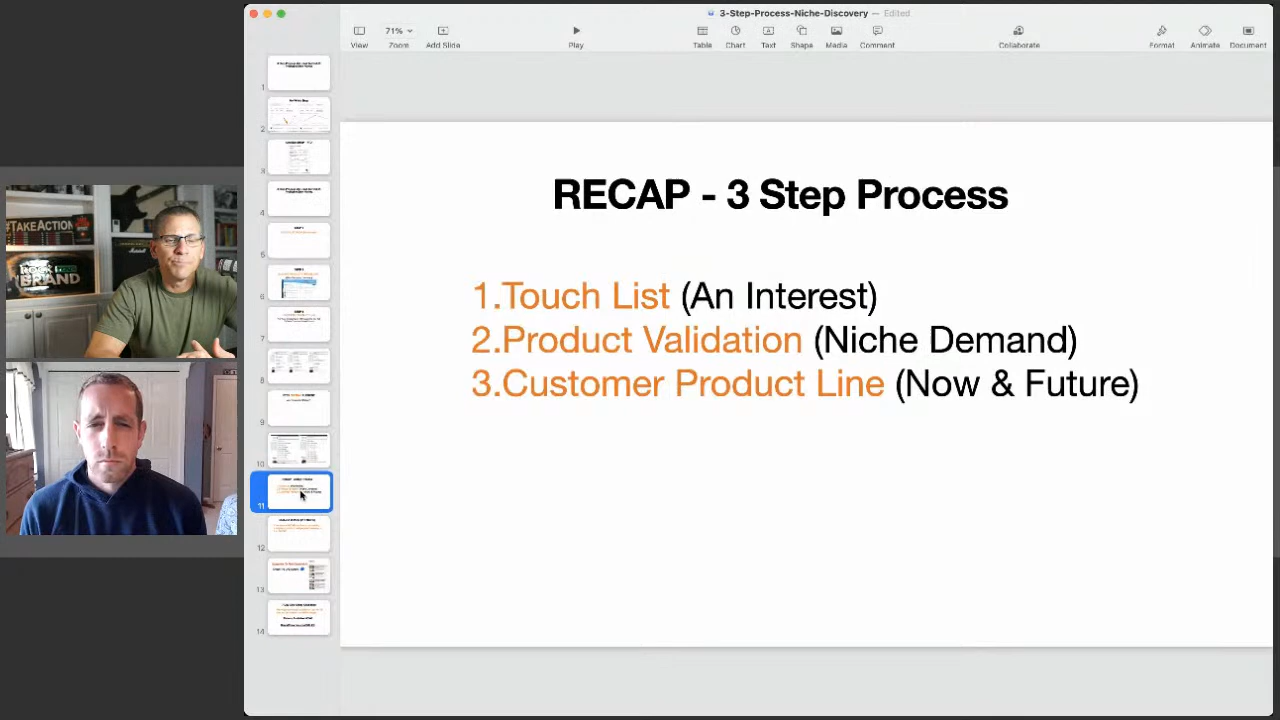 3-Step-Process-Niche-Discovery — Edited
71%
View
Zoom
Add Slide
Play
Table
Chart
Text
Shape
Media
Comment
Collaborate
Format
Animate
Document
1
2
3
4
5
6
7
8
9
10
11
12
13
14
#TAKEACTION
ROCK
BRAND
Marshall
RECAP - 3 Step Process
1.Touch List (An Interest)
2.Product Validation (Niche Demand)
3.Customer Product Line (Now & Future)